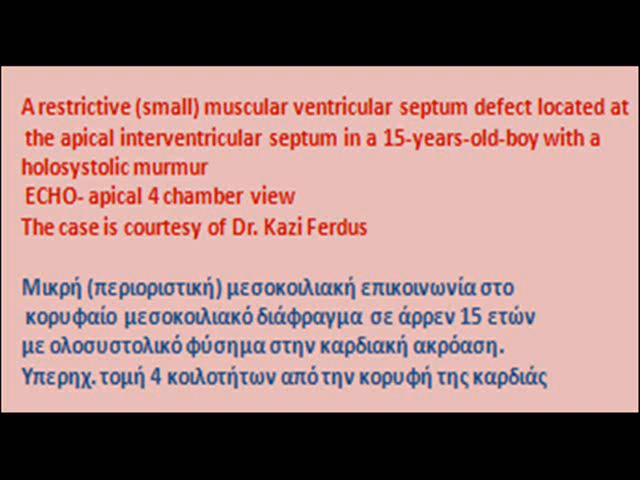 A restrictive (small) muscular ventricular septum defect located at
the apical interventricular septum in a 15-years-old-boy with a
holosystolic murmur
ECHO- apical 4 chamber view
The case is courtesy of Dr. Kazi Ferdus
Μικρή (περιοριστική) μεσοκοιλιακή επικοινωνία στο
κορυφαίο μεσοκοιλιακό διάφραγμα σε άρρεν 15 ετών
με ολοσυστολικό φύσημα στην καρδιακή ακρόαση.
Υπερηχ. τομή 4 κοιλοτήτων από την κορυφή της καρδιάς